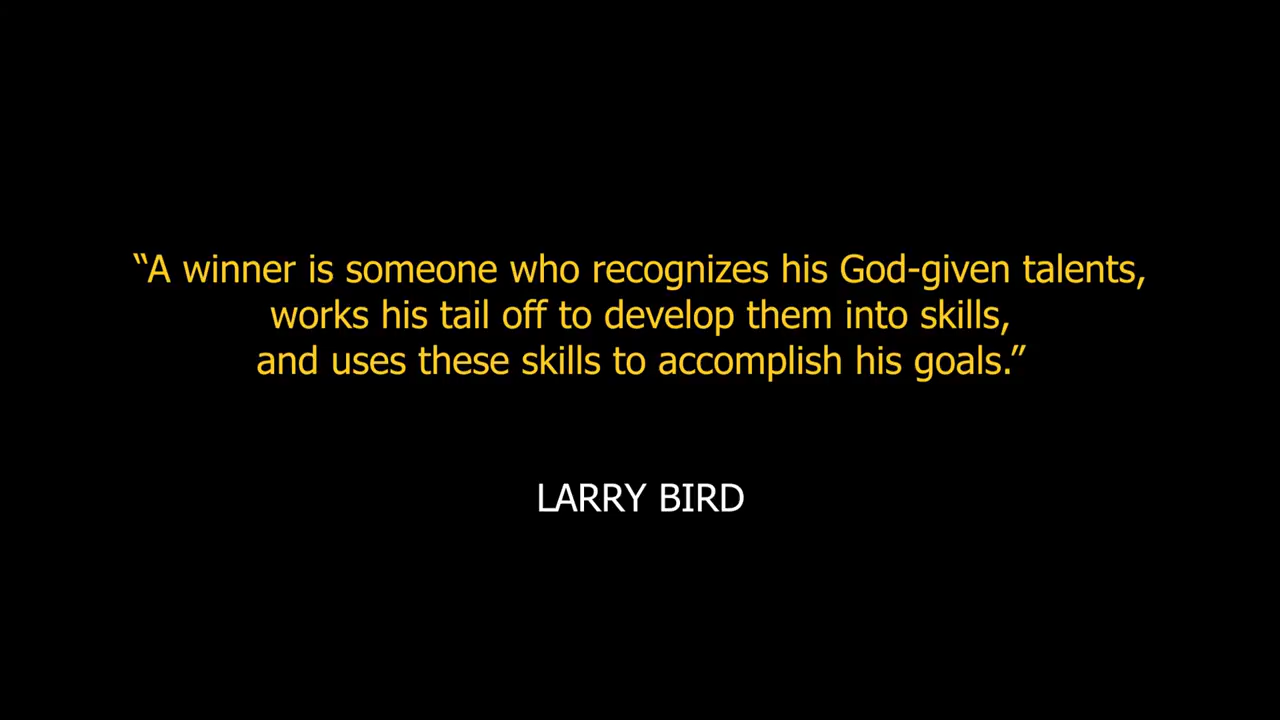 “A winner is someone who recognizes his God-given talents,
works his tail off to develop them into skills,
and uses these skills to accomplish his goals.”
LARRY BIRD